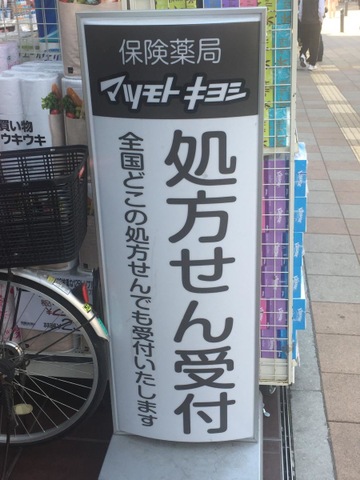 保険薬局
マツモトキヨシ
処方せん受付
全国どこの処方せんでも受付いたします
買い物
ウキウキ